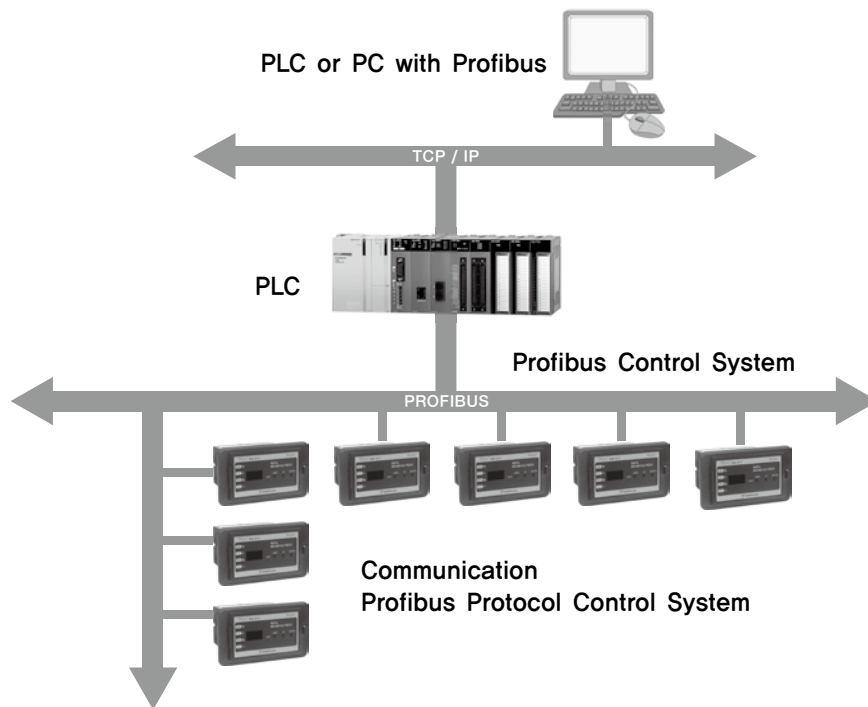 PLC or PC with Profibus
TCP / IP
PLC
Profibus Control System
PROFIBUS
Communication
Profibus Protocol Control System